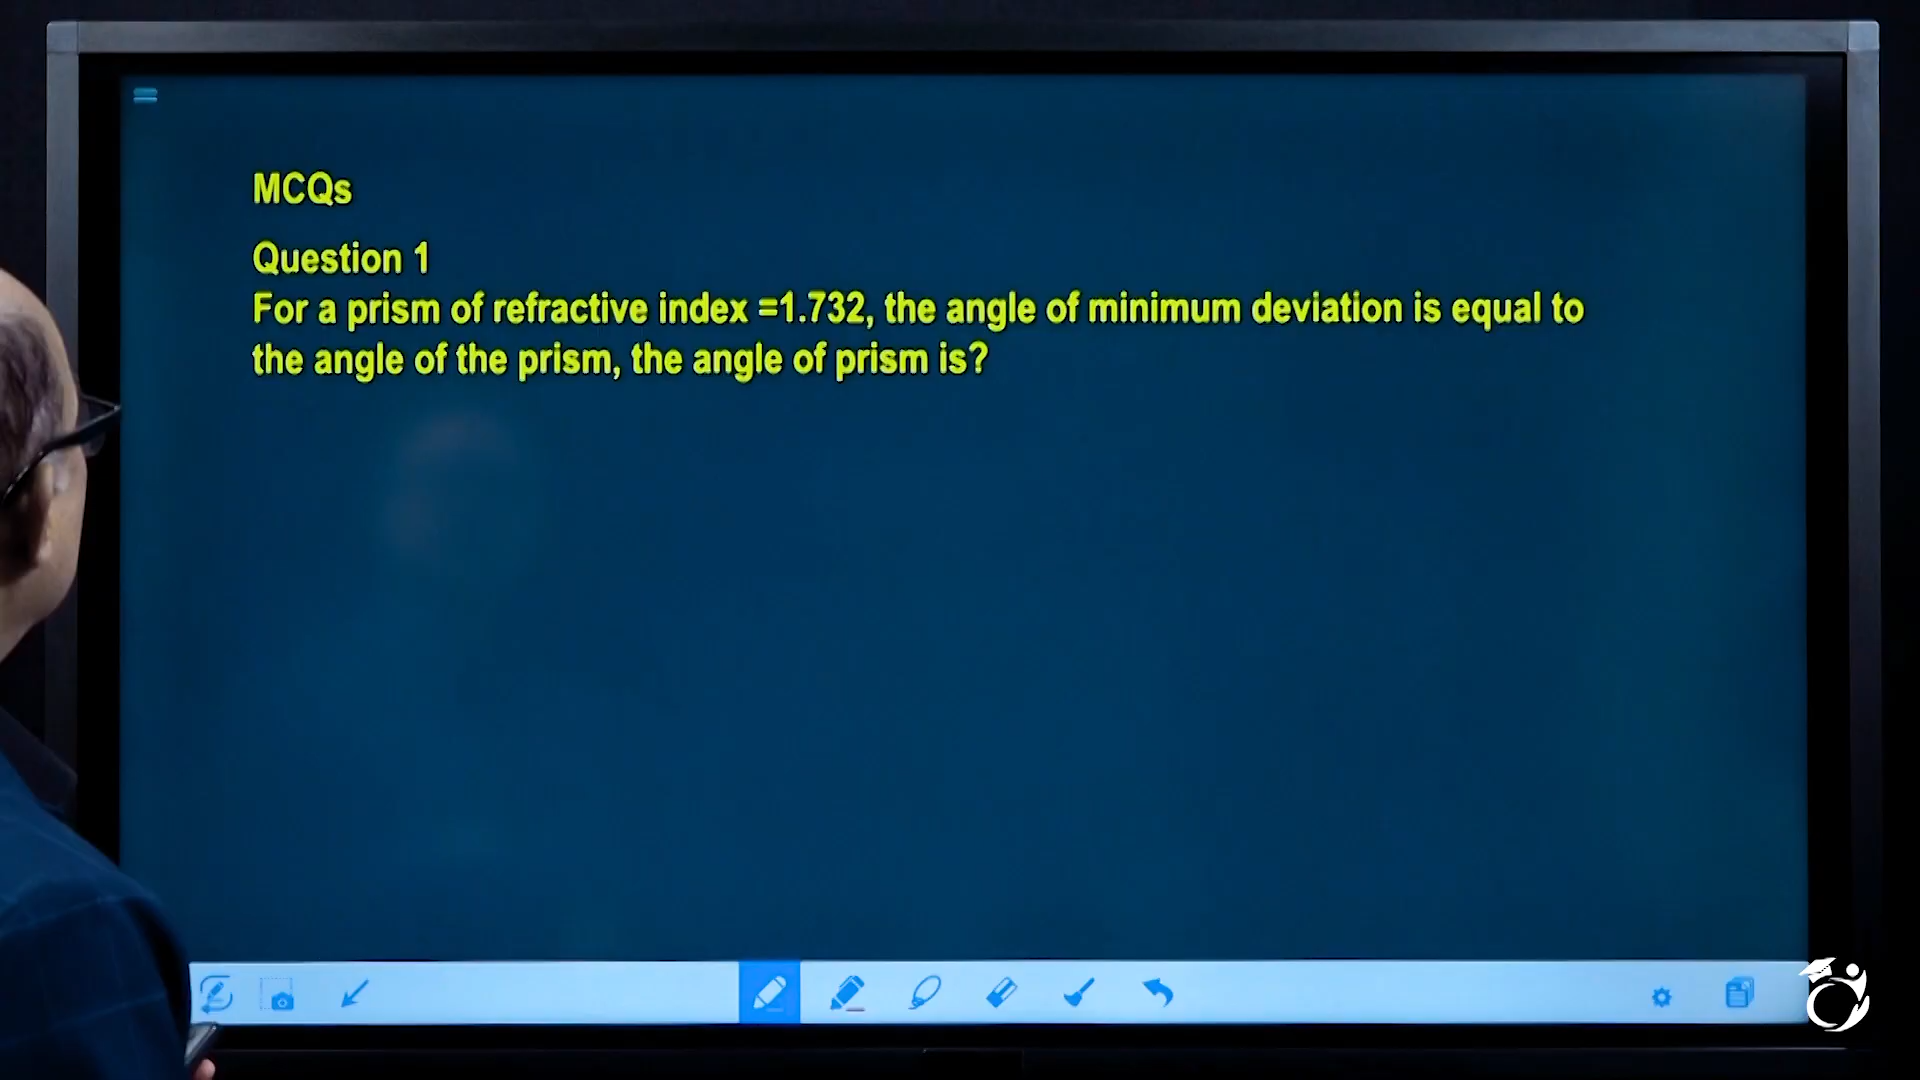 MCQs
Question 1
For a prism of refractive index =1.732, the angle of minimum deviation is equal to
the angle of the prism, the angle of prism is?